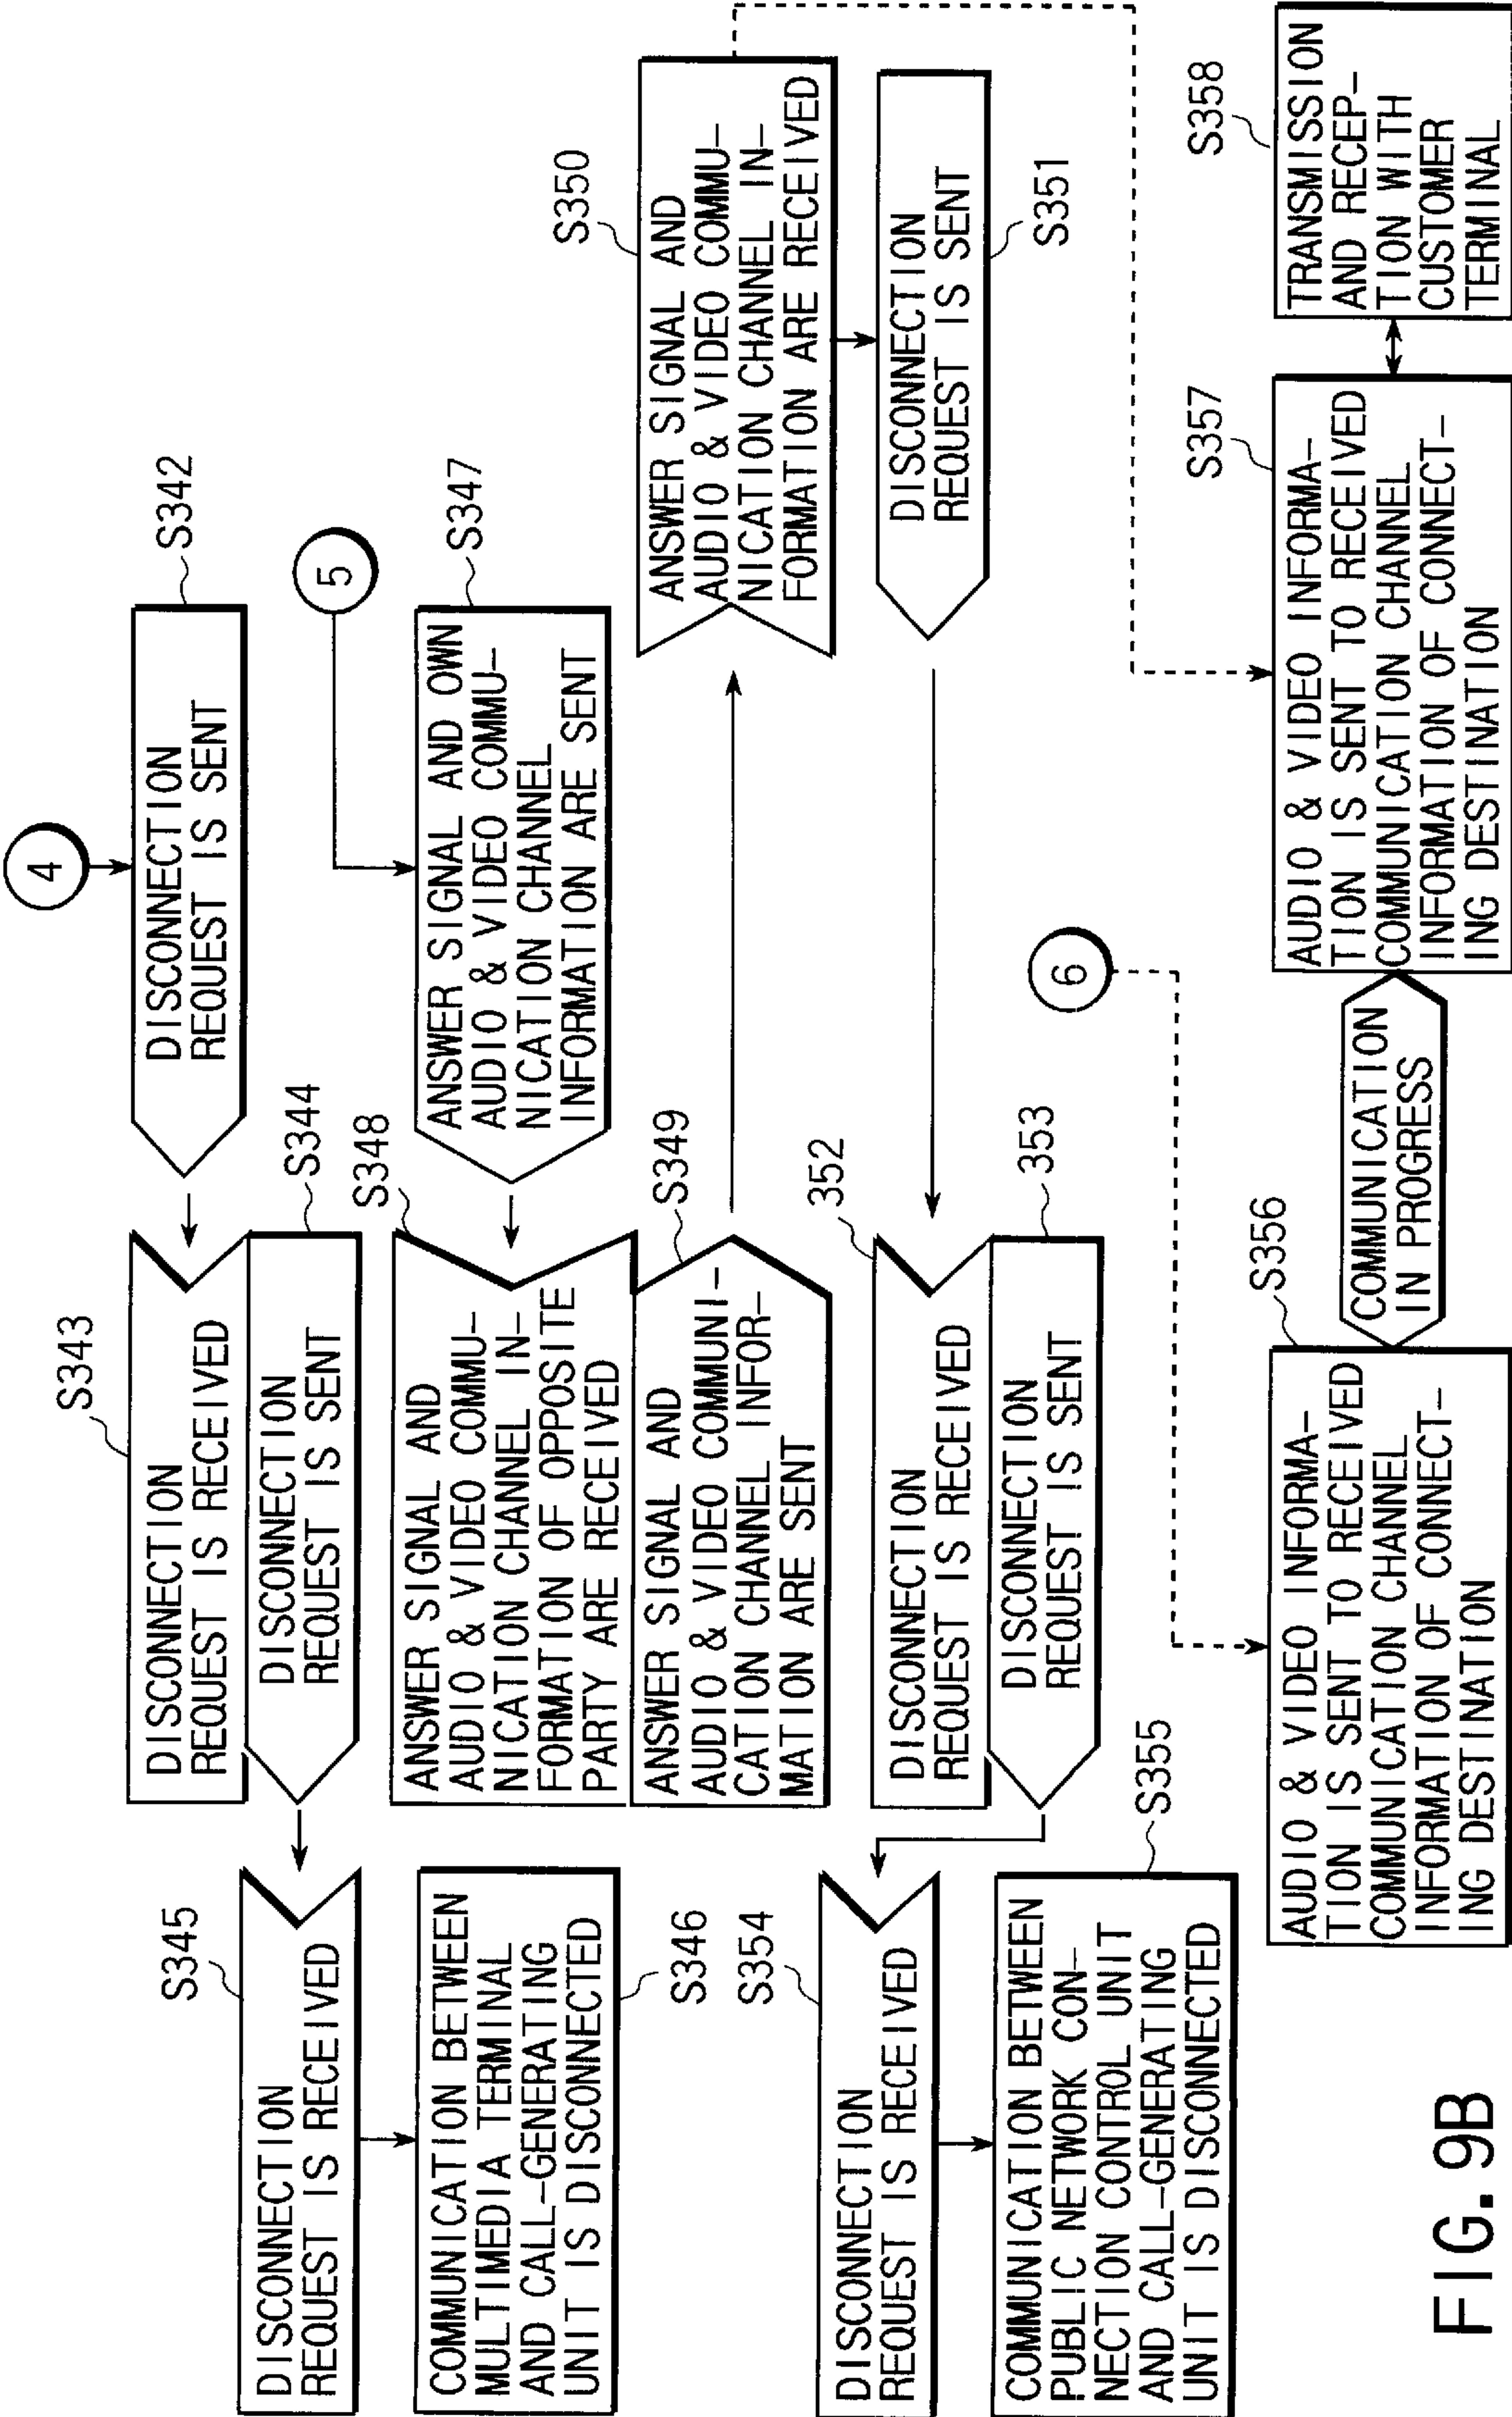 4
DISCONNECTION
REQUEST IS SENT
S342
DISCONNECTION
REQUEST IS RECEIVED
S343
DISCONNECTION
REQUEST IS SENT
S344
DISCONNECTION
REQUEST IS RECEIVED
S345
COMMUNICATION BETWEEN
MULTIMEDIA TERMINAL
AND CALL-GENERATING
UNIT IS DISCONNECTED
S346
5
ANSWER SIGNAL AND OWN
AUDIO & VIDEO COMMU-
NICATION CHANNEL
INFORMATION ARE SENT
S347
ANSWER SIGNAL AND
AUDIO & VIDEO COMMU-
NICATION CHANNEL IN-
FORMATION OF OPPOSITE
PARTY ARE RECEIVED
S348
ANSWER SIGNAL AND
AUDIO & VIDEO COMMUNI-
CATION CHANNEL INFOR-
MATION ARE SENT
S349
ANSWER SIGNAL AND
AUDIO & VIDEO COMMU-
NICATION CHANNEL IN-
FORMATION ARE RECEIVED
S350
DISCONNECTION
REQUEST IS SENT
S351
DISCONNECTION
REQUEST IS RECEIVED
352
DISCONNECTION
REQUEST IS SENT
353
DISCONNECTION
REQUEST IS RECEIVED
S354
COMMUNICATION BETWEEN
PUBLIC NETWORK CON-
NECTION CONTROL UNIT
AND CALL-GENERATING
UNIT IS DISCONNECTED
S355
6
AUDIO & VIDEO INFORMA-
TION IS SENT TO RECEIVED
COMMUNICATION CHANNEL
INFORMATION OF CONNECT-
ING DESTINATION
S356
COMMUNICATION
IN PROGRESS
AUDIO & VIDEO INFORMA-
TION IS SENT TO RECEIVED
COMMUNICATION CHANNEL
INFORMATION OF CONNECT-
ING DESTINATION
S357
TRANSMISSION
AND RECEP-
TION WITH
CUSTOMER
TERMINAL
S358
FIG. 9B